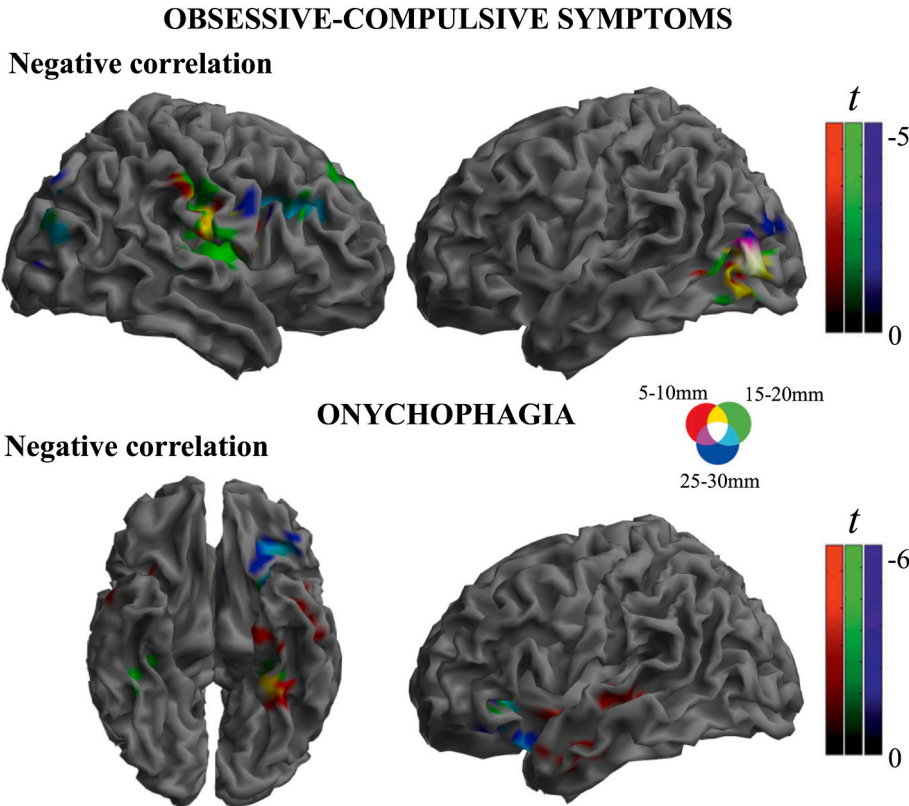 OBSESSIVE-COMPULSIVE SYMPTOMS
Negative correlation
t
-5
0
5-10mm
15-20mm
25-30mm
ONYCHOPHAGIA
Negative correlation
t
-6
0